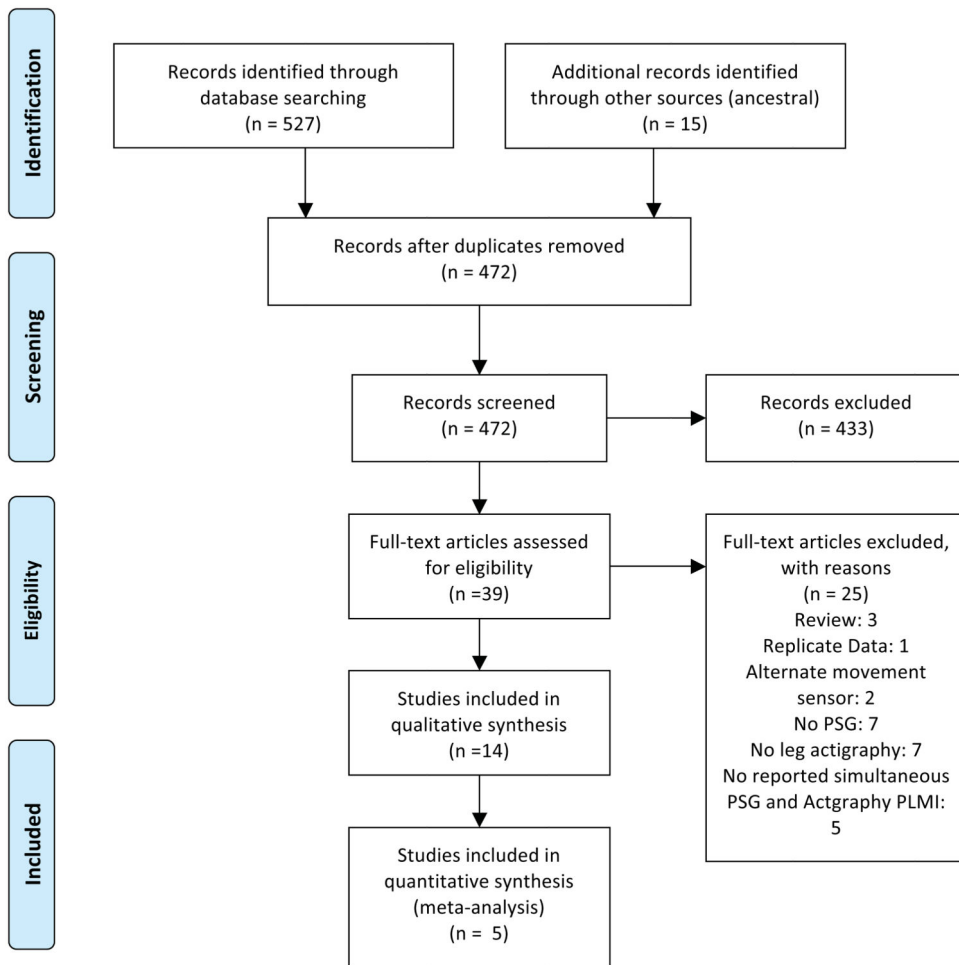 Identification
Records identified through
database searching
(n = 527)
Additional records identified
through other sources (ancestral)
(n = 15)
Records after duplicates removed
(n = 472)
Screening
Records screened
(n = 472)
Records excluded
(n = 433)
Eligibility
Full-text articles assessed
for eligibility
(n =39)
Full-text articles excluded,
with reasons
(n = 25)
Review: 3
Replicate Data: 1
Alternate movement
sensor: 2
No PSG: 7
No leg actigraphy: 7
No reported simultaneous
PSG and Actgraphy PLMI:
5
Studies included in
qualitative synthesis
(n =14)
Included
Studies included in
quantitative synthesis
(meta-analysis)
(n = 5)